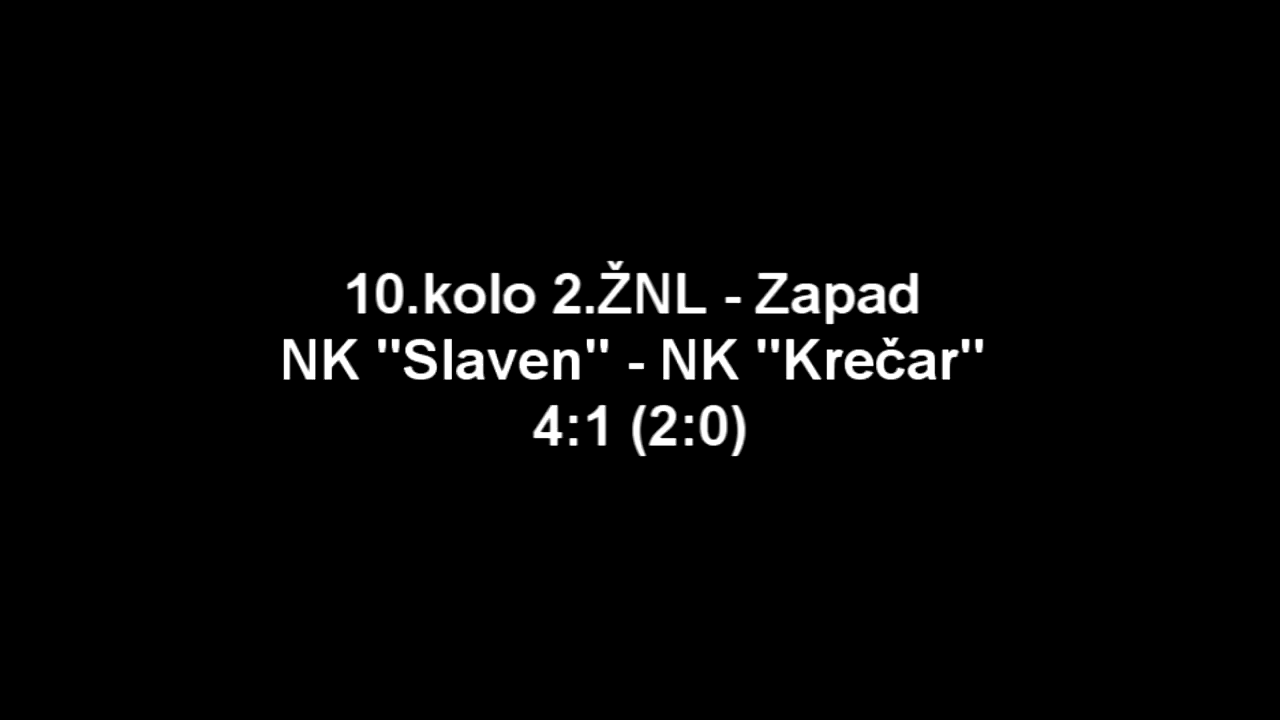 10.kolo 2.ŽNL - Zapad
NK "Slaven" - NK "Krečar"
4:1 (2:0)